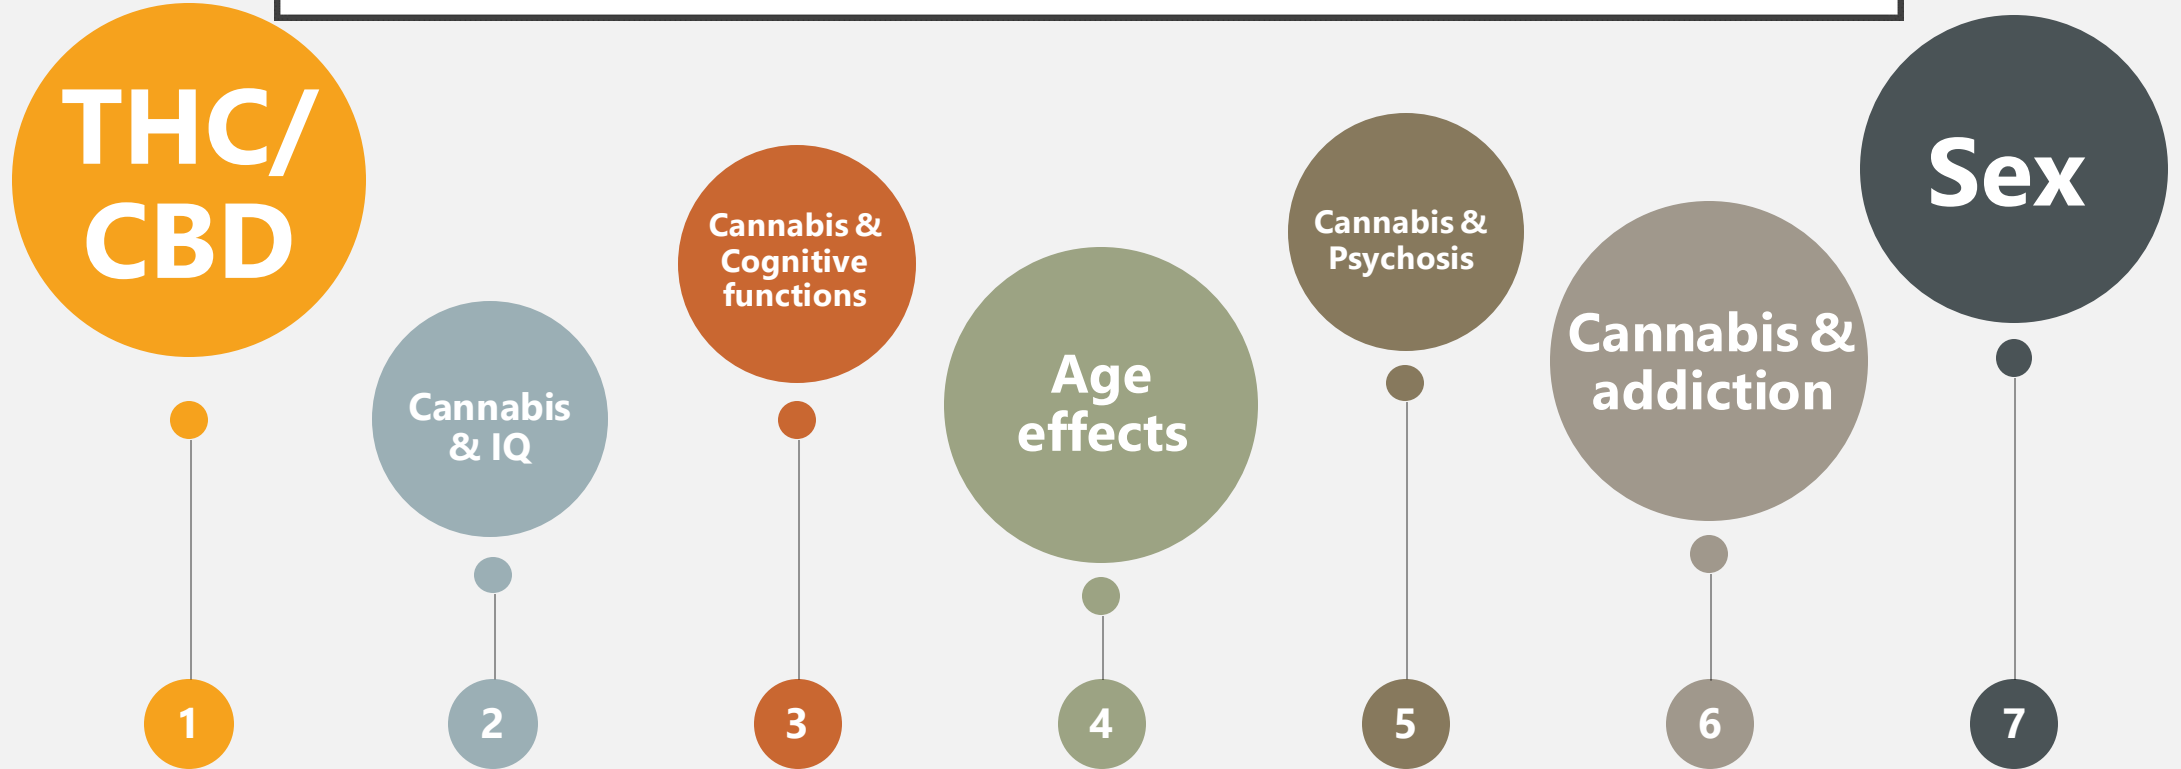 THC/
CBD
Cannabis
& IQ
Cannabis &
Cognitive
functions
Age
effects
Cannabis &
Psychosis
Cannabis &
addiction
Sex
1
2
3
4
5
6
7